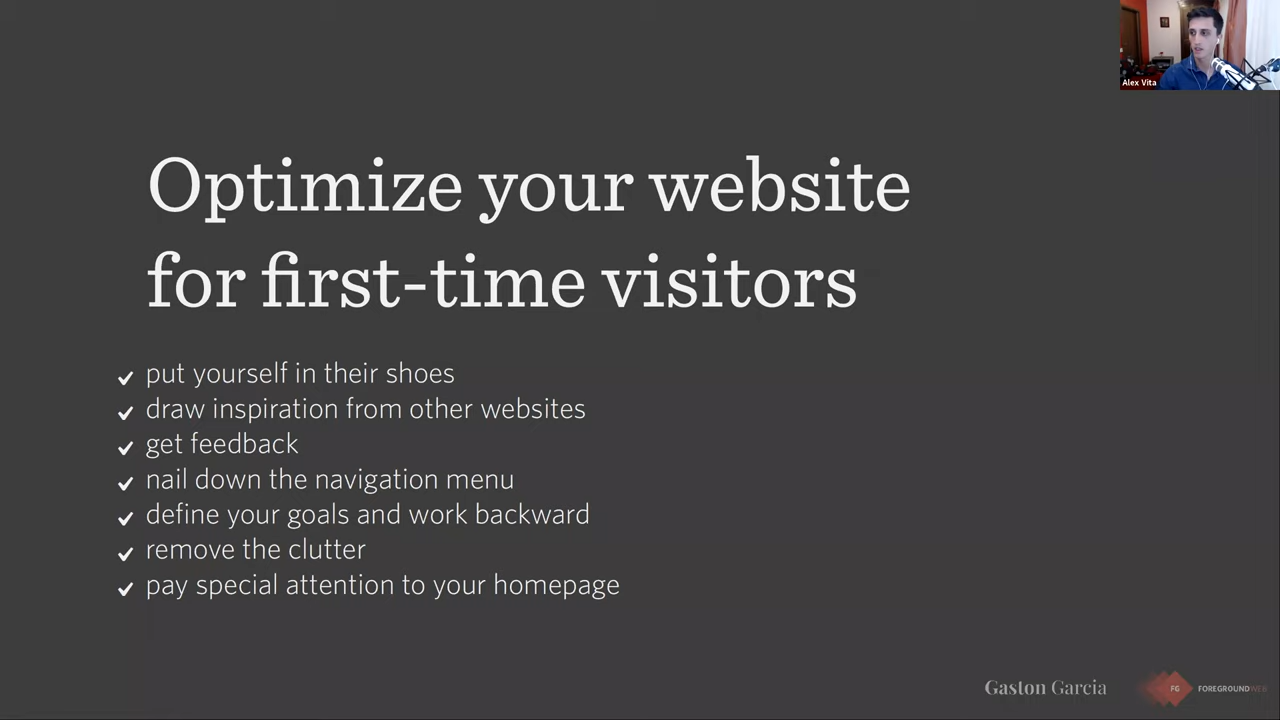 Alex Vita
Optimize your website
for first-time visitors
put yourself in their shoes
draw inspiration from other websites
get feedback
nail down the navigation menu
define your goals and work backward
remove the clutter
pay special attention to your homepage
Gaston Garcia
FG FOREGROUNDWEB